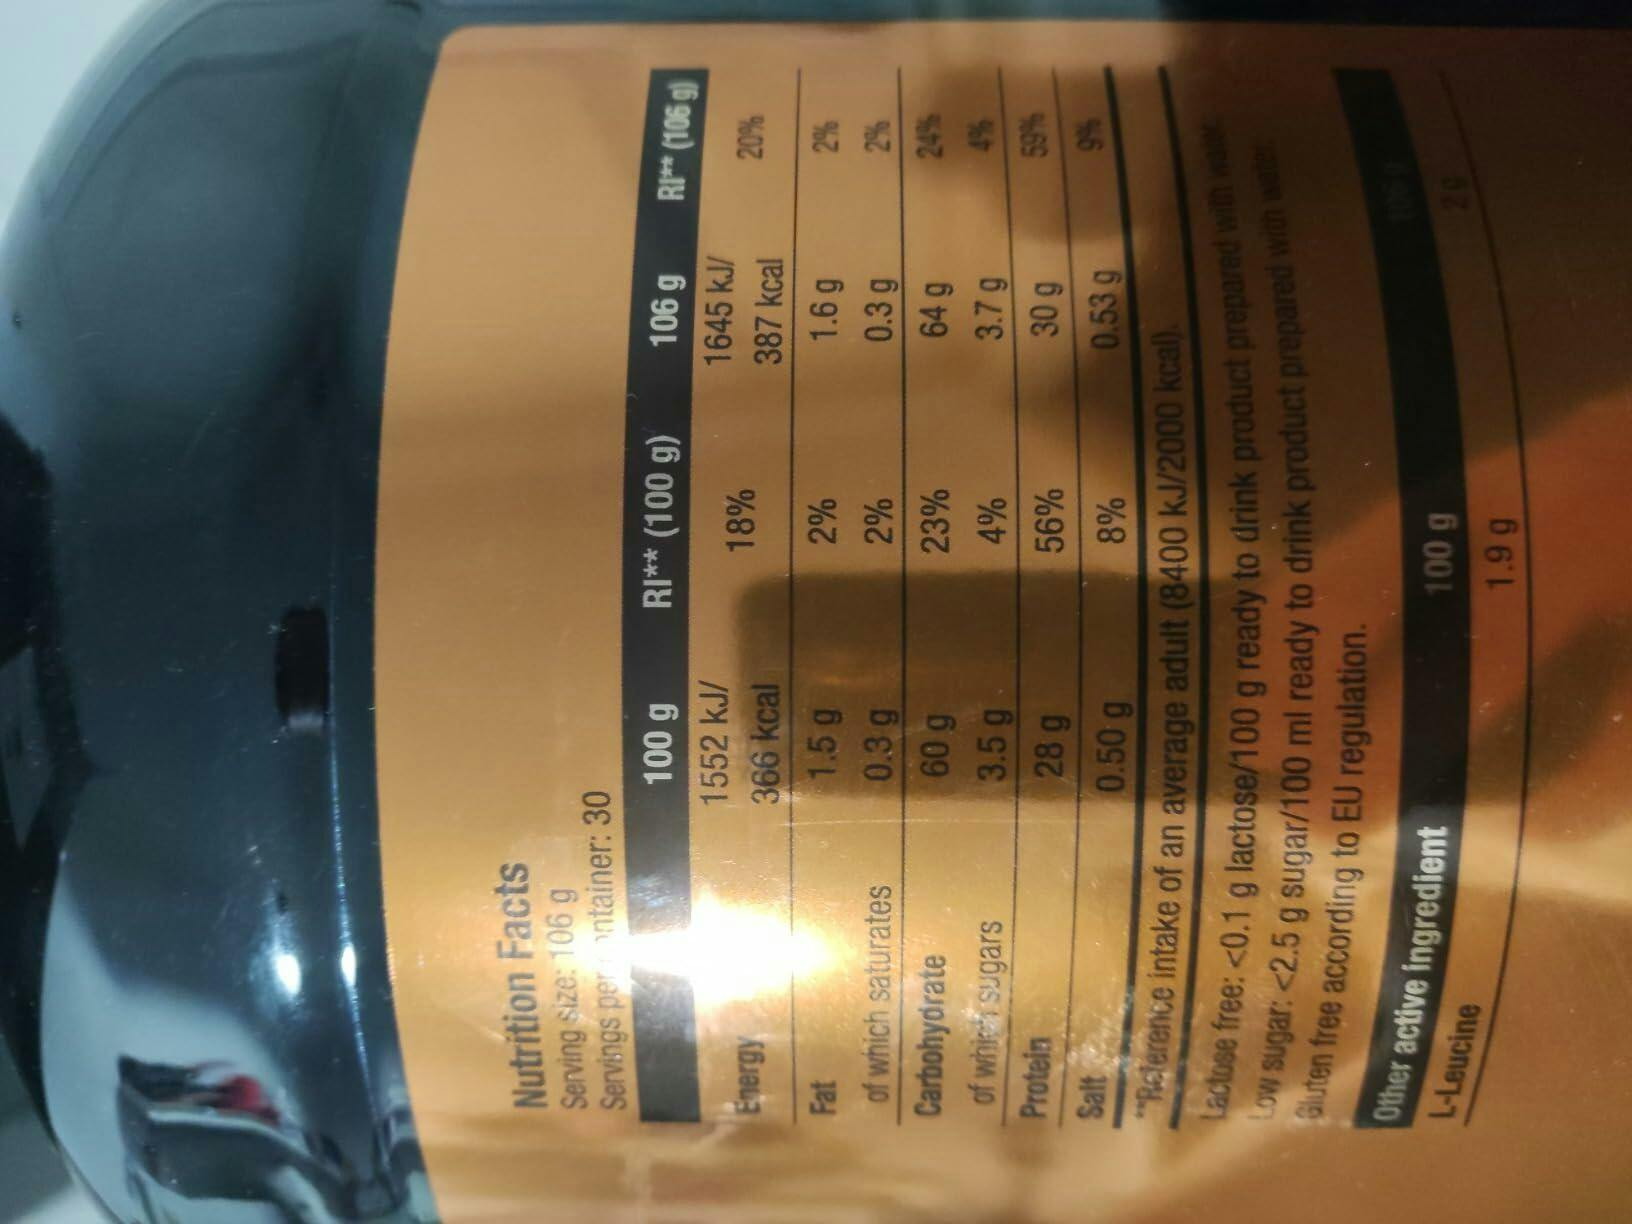 Nutrition Facts
Serving size: 106 g
Servings per container: 30
100 g RI** (100 g) 106 g RI** (106 g)
Energy 1552 kJ/ 366 kcal 18% 1645 kJ/ 387 kcal 20%
Fat 1.5 g 2% 1.6 g 2%
of which saturates 0.3 g 2% 0.3 g 2%
Carbohydrate 60 g 23% 64 g 24%
of which sugars 3.5 g 4% 3.7 g 4%
Protein 28 g 56% 30 g 59%
Salt 0.50 g 8% 0.53 g 9%
**Reference intake of an average adult (8400 kJ/2000 kcal).
Lactose free: <0.1 g lactose/100 g ready to drink product prepared with water.
Low sugar: <2.5 g sugar/100 ml ready to drink product prepared with water.
Gluten free according to EU regulation.
Other active ingredient 100 g 106 g
L-Leucine 1.9 g 2 g